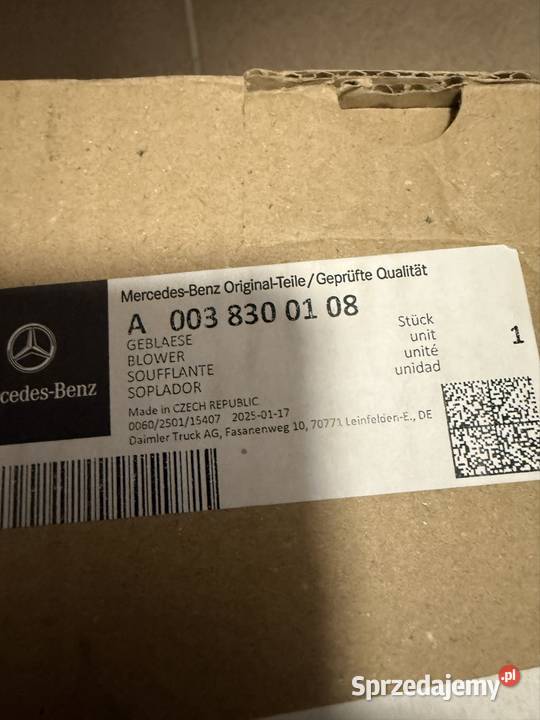 Mercedes-Benz Original-Teile/Geprüfte Qualität
A 003 830 01 08
GEBLAESE
BLOWER
SOUFFLANTE
SOPLADOR
Stück
unit
unité
unidad
1
cedes-Benz
Made in CZECH REPUBLIC
0060/2501/15407 2025-01-17
Daimler Truck AG, Fasanenweg 10, 70771 Leinfelden-E., DE
Sprzedajemy.pl